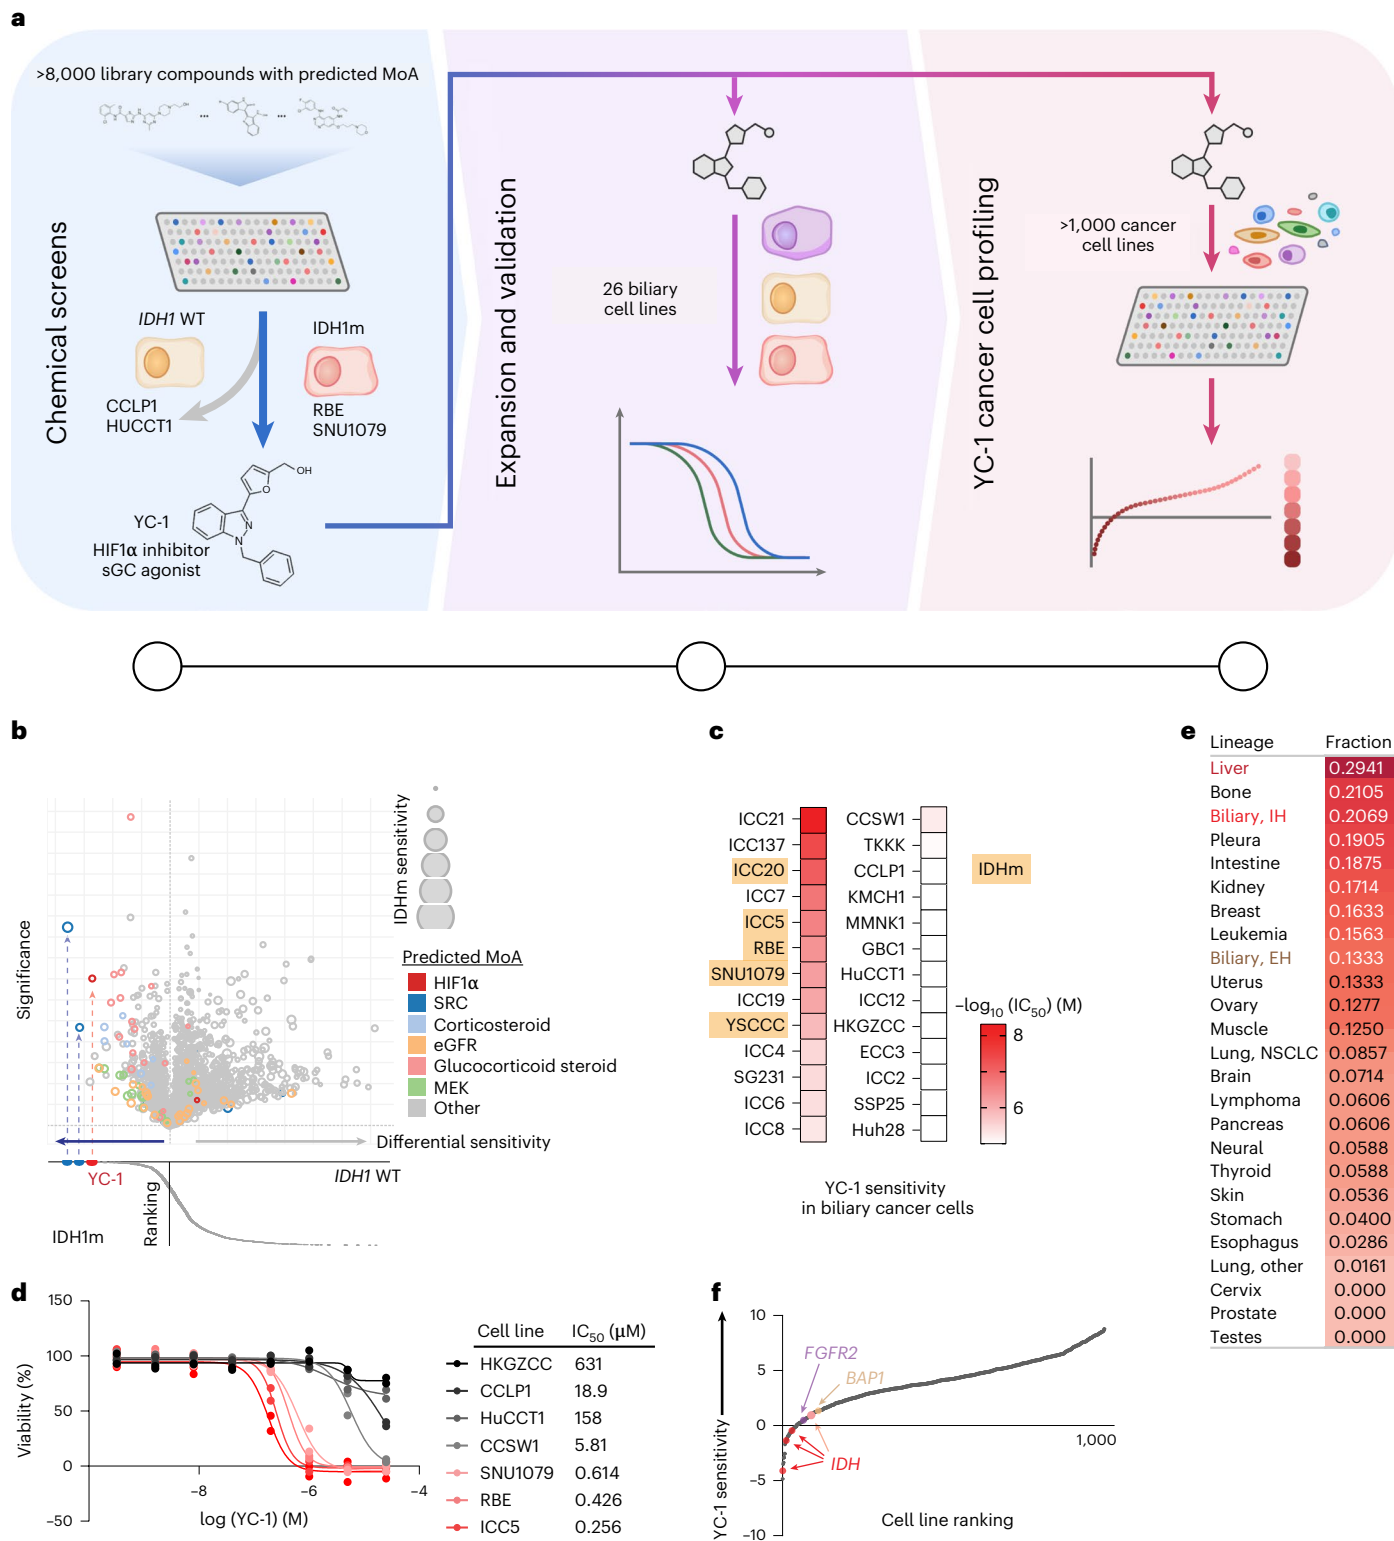 a
>8,000 library compounds with predicted MoA
...
...
Chemical screens
IDH1 WT
IDH1m
CCLP1
HUCCT1
RBE
SNU1079
OH
O
N
N
YC-1
HIF1α inhibitor
sGC agonist
Expansion and validation
26 biliary
cell lines
YC-1 cancer cell profiling
>1,000 cancer
cell lines
b
Significance
IDHm sensitivity
Predicted MoA
HIF1α
SRC
Corticosteroid
eGFR
Glucocorticoid steroid
MEK
Other
Differential sensitivity
YC-1
IDH1 WT
Ranking
IDH1m
c
ICC21
ICC137
ICC20
ICC7
ICC5
RBE
SNU1079
ICC19
YSCCC
ICC4
SG231
ICC6
ICC8
CCSW1
TKKK
CCLP1
KMCH1
MMNK1
GBC1
HuCCT1
ICC12
HKGZCC
ECC3
ICC2
SSP25
Huh28
IDHm
–log10 (IC50) (M)
8
6
YC-1 sensitivity
in biliary cancer cells
e
Lineage Fraction
Liver 0.2941
Bone 0.2105
Biliary, IH 0.2069
Pleura 0.1905
Intestine 0.1875
Kidney 0.1714
Breast 0.1633
Leukemia 0.1563
Biliary, EH 0.1333
Uterus 0.1333
Ovary 0.1277
Muscle 0.1250
Lung, NSCLC 0.0857
Brain 0.0714
Lymphoma 0.0606
Pancreas 0.0606
Neural 0.0588
Thyroid 0.0588
Skin 0.0536
Stomach 0.0400
Esophagus 0.0286
Lung, other 0.0161
Cervix 0.000
Prostate 0.000
Testes 0.000
d
Viability (%)
150
100
50
0
–50
–8
–6
–4
log (YC-1) (M)
Cell line IC50 (μM)
HKGZCC 631
CCLP1 18.9
HuCCT1 158
CCSW1 5.81
SNU1079 0.614
RBE 0.426
ICC5 0.256
f
YC-1 sensitivity
10
5
0
–5
–10
FGFR2
BAP1
IDH
1,000
Cell line ranking